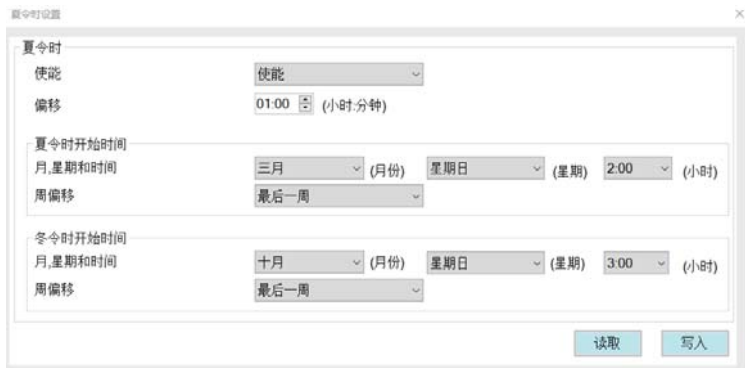 夏令时设置
夏令时
使能 使能
偏移 01:00 (小时:分钟)
夏令时开始时间
月,星期和时间 三月 (月份) 星期日 (星期) 2:00 (小时)
周偏移 最后一周
冬令时开始时间
月,星期和时间 十月 (月份) 星期日 (星期) 3:00 (小时)
周偏移 最后一周
读取 写入